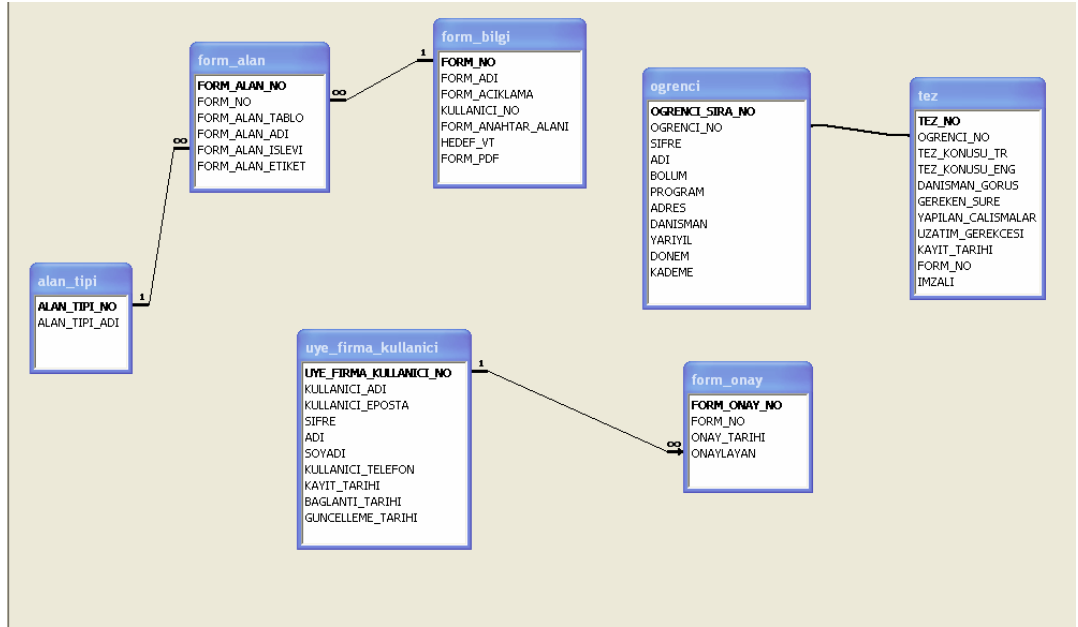 form_alan
FORM_ALAN_NO
FORM_NO
FORM_ALAN_TABLO
FORM_ALAN_ADI
FORM_ALAN_ISLEVI
FORM_ALAN_ETIKET
form_bilgi
FORM_NO
FORM_ADI
FORM_ACIKLAMA
KULLANICI_NO
FORM_ANAHTAR_ALANI
HEDEF_VT
FORM_PDF
1
∞
∞
1
ogrenci
OGRENCI_SIRA_NO
OGRENCI_NO
SIFRE
ADI
BOLUM
PROGRAM
ADRES
DANISMAN
YARIYIL
DONEM
KADEME
tez
TEZ_NO
OGRENCI_NO
TEZ_KONUSU_TR
TEZ_KONUSU_ENG
DANISMAN_GORUS
GEREKEN_SURE
YAPILAN_CALISMALAR
UZATIM_GEREKCESI
KAYIT_TARIHI
FORM_NO
IMZALI
alan_tipi
ALAN_TIPI_NO
ALAN_TIPI_ADI
uye_firma_kullanici
UYE_FIRMA_KULLANICI_NO
KULLANICI_ADI
KULLANICI_EPOSTA
SIFRE
ADI
SOYADI
KULLANICI_TELEFON
KAYIT_TARIHI
BAGLANTI_TARIHI
GUNCELLEME_TARIHI
1
∞
form_onay
FORM_ONAY_NO
FORM_NO
ONAY_TARIHI
ONAYLAYAN